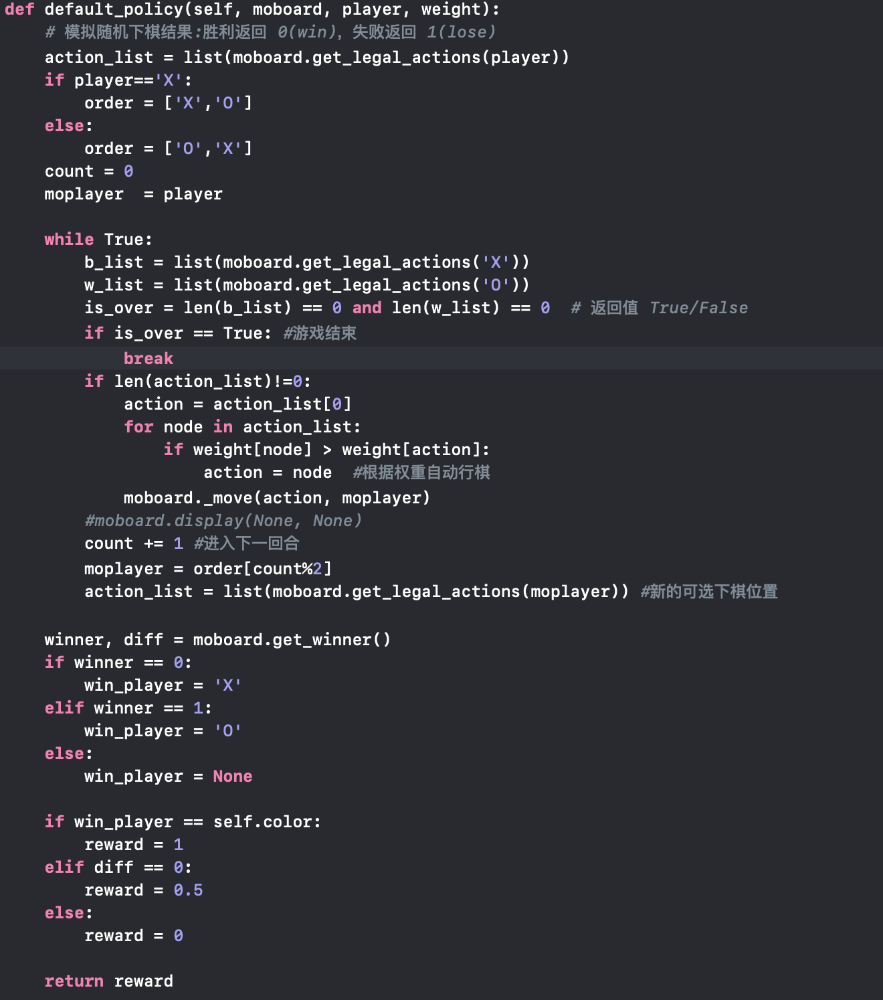 def default_policy(self, moboard, player, weight):
    # 模拟随机下棋结果:胜利返回 0(win), 失败返回 1(lose)
    action_list = list(moboard.get_legal_actions(player))
    if player=='X':
        order = ['X','O']
    else:
        order = ['O','X']
    count = 0
    moplayer  = player

    while True:
        b_list = list(moboard.get_legal_actions('X'))
        w_list = list(moboard.get_legal_actions('O'))
        is_over = len(b_list) == 0 and len(w_list) == 0  # 返回值 True/False
        if is_over == True: #游戏结束
            break
        if len(action_list)!=0:
            action = action_list[0]
            for node in action_list:
                if weight[node] > weight[action]:
                    action = node  #根据权重自动行棋
            moboard._move(action, moplayer)
        #moboard.display(None, None)
        count += 1 #进入下一回合
        moplayer = order[count%2]
        action_list = list(moboard.get_legal_actions(moplayer)) #新的可选下棋位置

    winner, diff = moboard.get_winner()
    if winner == 0:
        win_player = 'X'
    elif winner == 1:
        win_player = 'O'
    else:
        win_player = None

    if win_player == self.color:
        reward = 1
    elif diff == 0:
        reward = 0.5
    else:
        reward = 0

    return reward